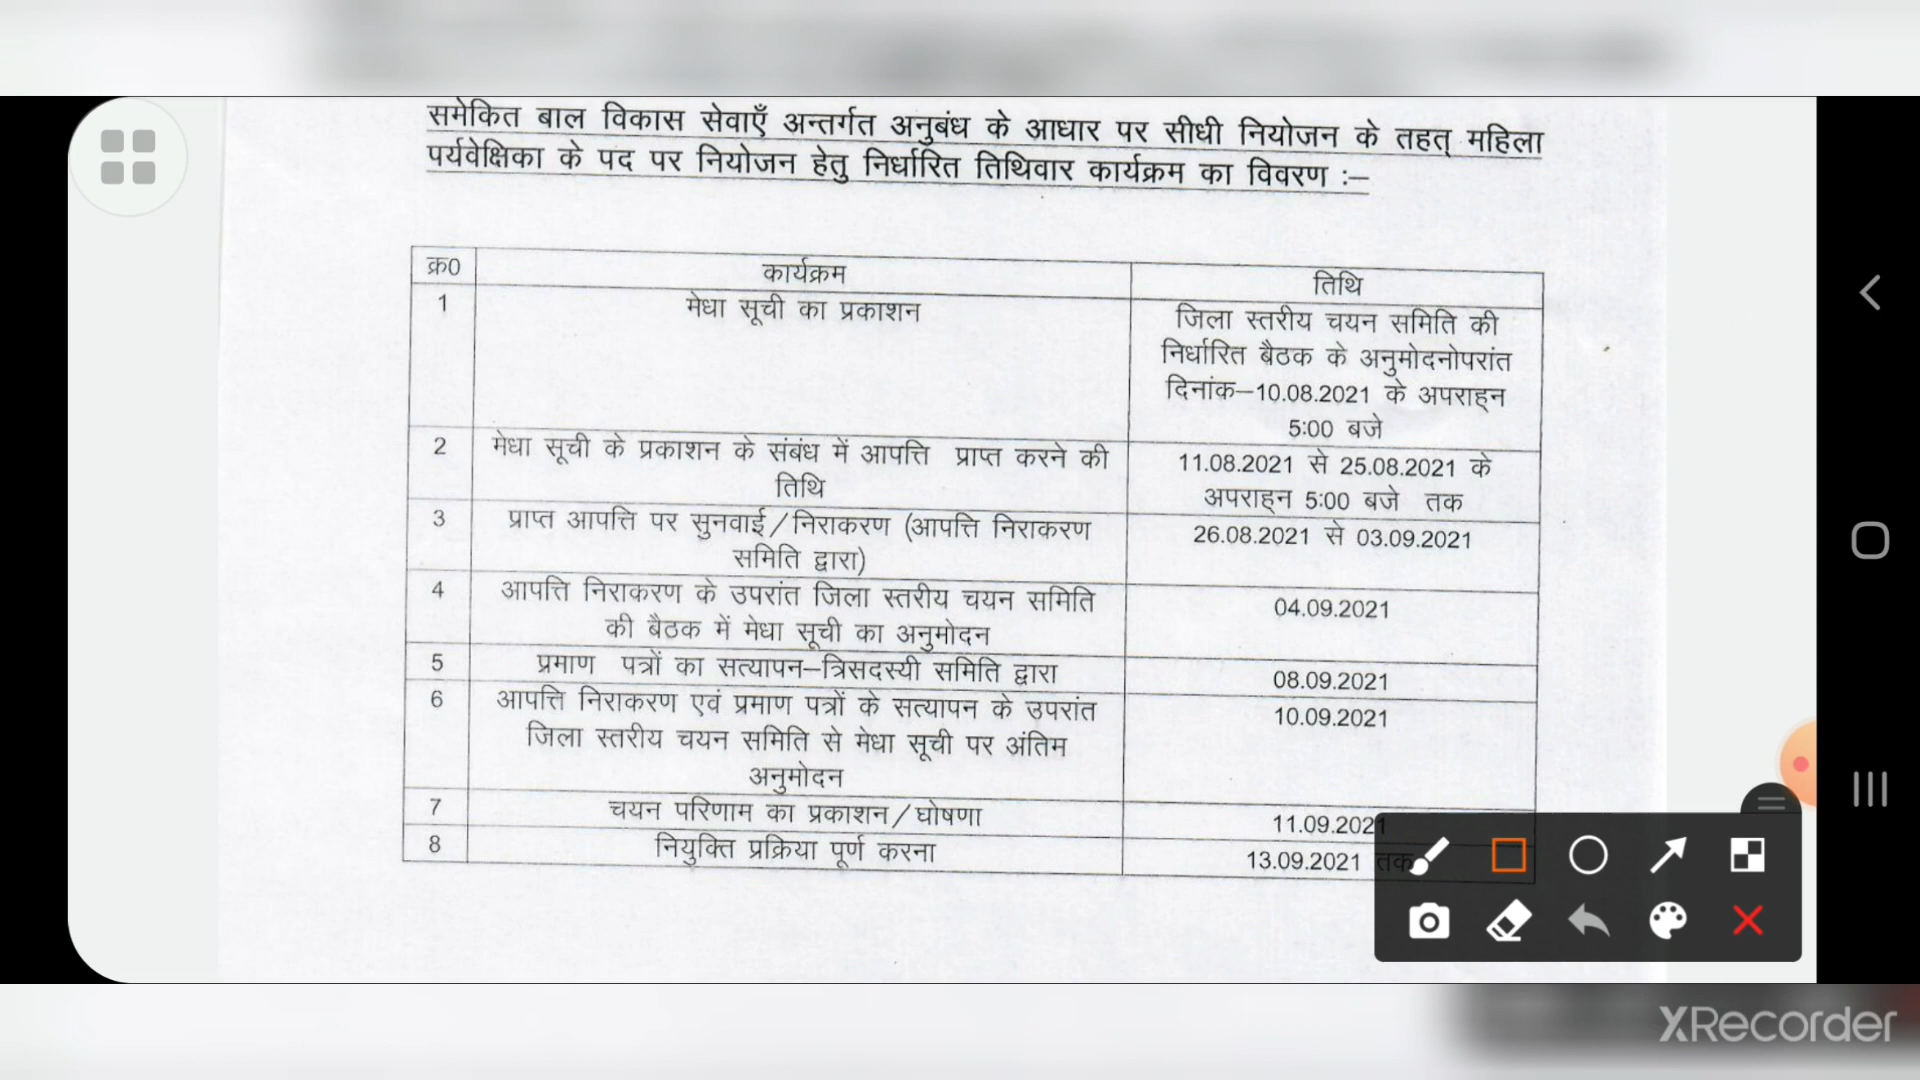 समेकित बाल विकास सेवाएँ अन्तर्गत अनुबंध के आधार पर सीधी नियोजन के तहत् महिला
पर्यवेक्षिका के पद पर नियोजन हेतु निर्धारित तिथिवार कार्यक्रम का विवरण :–
क्र0 कार्यक्रम तिथि
1 मेधा सूची का प्रकाशन जिला स्तरीय चयन समिति की
निर्धारित बैठक के अनुमोदनोपरांत
दिनांक–10.08.2021 के अपराह्न
5:00 बजे
2 मेधा सूची के प्रकाशन के संबंध में आपत्ति प्राप्त करने की 11.08.2021 से 25.08.2021 के
तिथि अपराह्न 5:00 बजे तक
3 प्राप्त आपत्ति पर सुनवाई/निराकरण (आपत्ति निराकरण 26.08.2021 से 03.09.2021
समिति द्वारा)
4 आपत्ति निराकरण के उपरांत जिला स्तरीय चयन समिति 04.09.2021
की बैठक में मेधा सूची का अनुमोदन
5 प्रमाण पत्रों का सत्यापन–त्रिसदस्यी समिति द्वारा 08.09.2021
6 आपत्ति निराकरण एवं प्रमाण पत्रों के सत्यापन के उपरांत 10.09.2021
जिला स्तरीय चयन समिति से मेधा सूची पर अंतिम
अनुमोदन
7 चयन परिणाम का प्रकाशन/घोषणा 11.09.2021
8 नियुक्ति प्रक्रिया पूर्ण करना 13.09.2021 तक
XRecorder